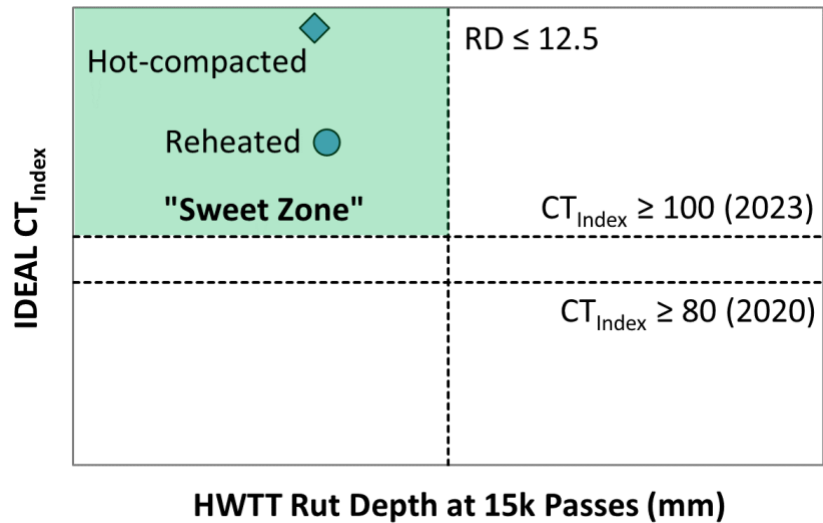 RD ≤ 12.5
Hot-compacted
Reheated
"Sweet Zone"
CTIndex ≥ 100 (2023)
CTIndex ≥ 80 (2020)
IDEAL CTIndex
HWTT Rut Depth at 15k Passes (mm)